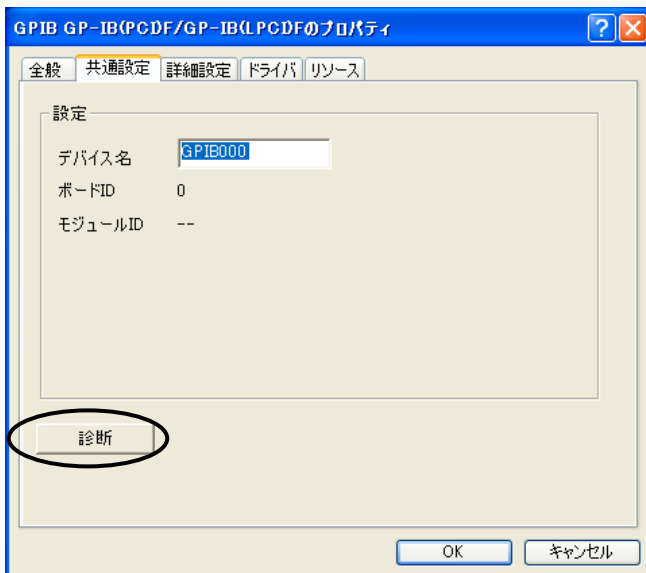 GPIB GP-IB(PCI)F/GP-IB(LPCI)Fのプロパティ
全般 共通設定 詳細設定 ドライバ リソース
設定
デバイス名 GPIB000
ボードID 0
モジュールID --
診断
OK キャンセル